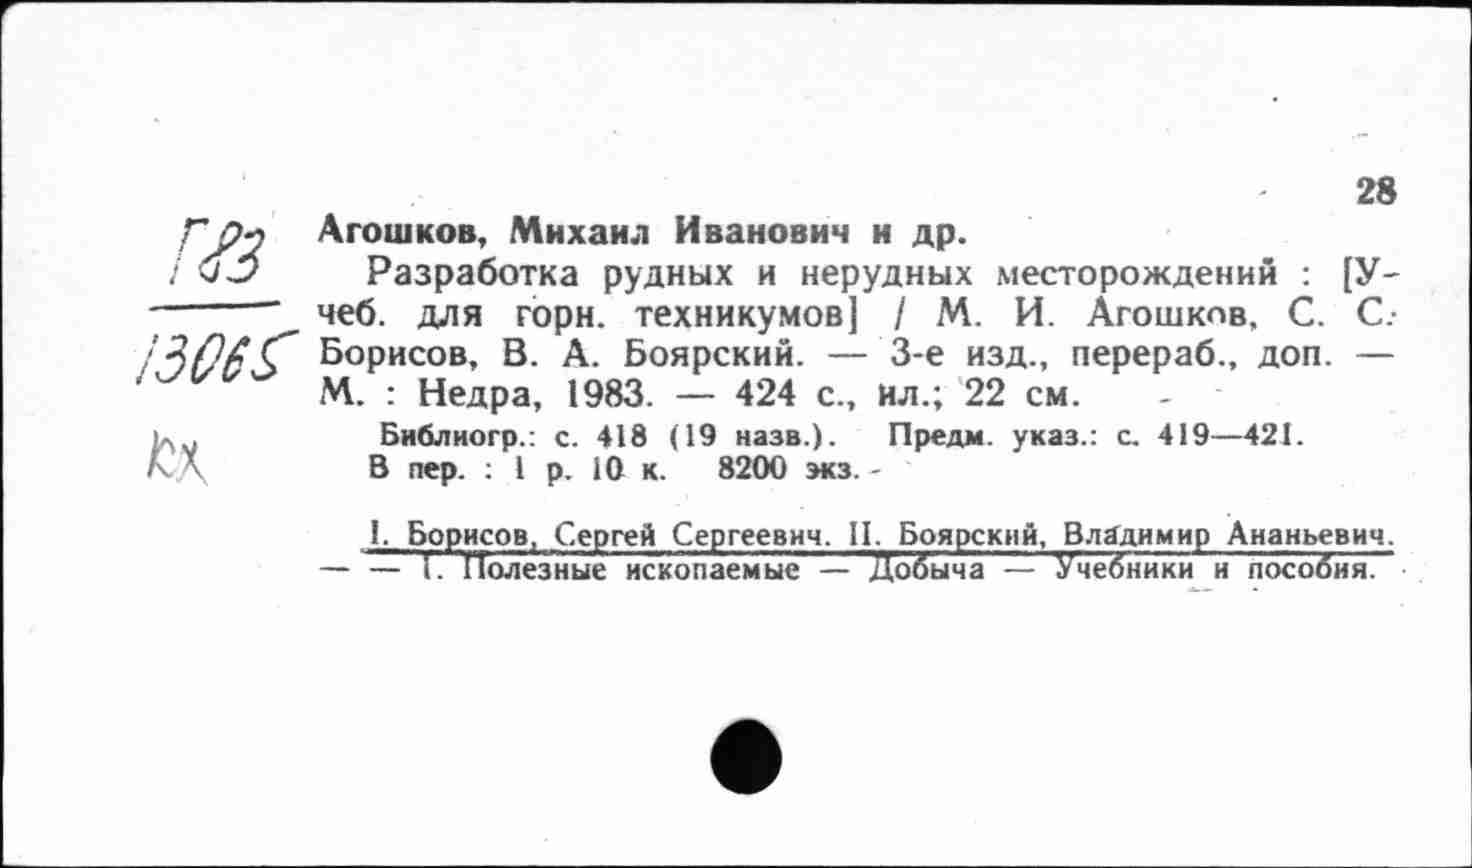 28
Г83
13065
кх
Агошков, Михаил Иванович и др.
Разработка рудных и нерудных месторождений : [У-
чеб. для горн. техникумов] / М. И. Агошков, С. С.
Борисов, В. А. Боярский. — 3-е изд., перераб., доп. —
М. : Недра, 1983. — 424 с., ил.; 22 см.
Библиогр.: с. 418 (19 назв.). Предм. указ.: с. 419—421.
В пер. : 1 р. 10 к. 8200 экз.
I. Борисов, Сергей Сергеевич. II. Боярский, Владимир Ананьевич.
— — 1. Полезные ископаемые — Добыча — Учебники и пособия.